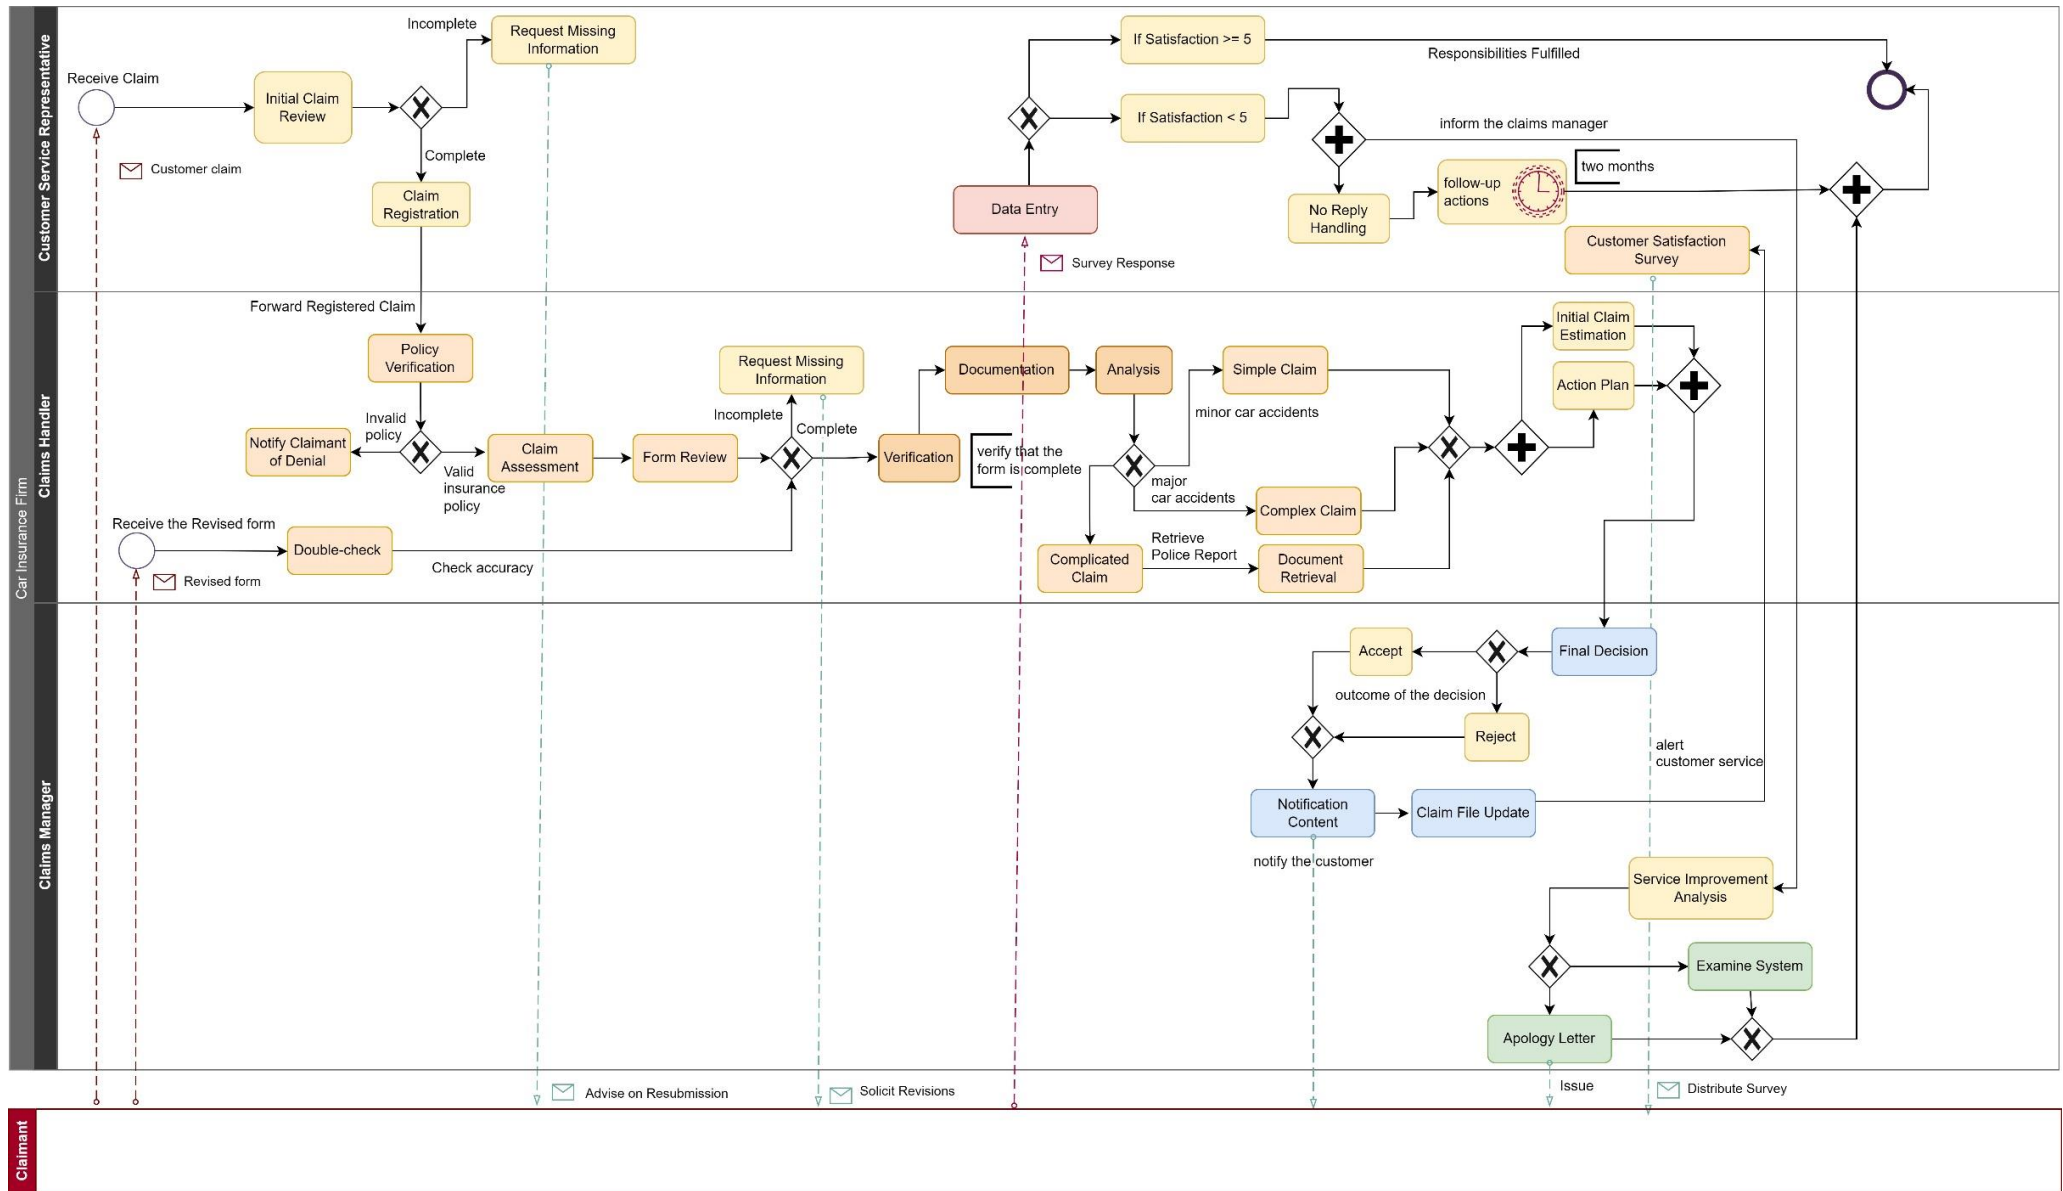 Car Insurance Firm
Customer Service Representative
Receive Claim
Customer claim
Initial Claim
Review
Incomplete
Request Missing
Information
Complete
Claim
Registration
If Satisfaction >= 5
Responsibilities Fulfilled
If Satisfaction < 5
inform the claims manager
two months
follow-up
actions
No Reply
Handling
Data Entry
Survey Response
Customer Satisfaction
Survey
Claims Handler
Forward Registered Claim
Policy
Verification
Invalid
policy
Notify Claimant
of Denial
Valid
insurance
policy
Claim
Assessment
Form Review
Request Missing
Information
Incomplete
Complete
Verification
verify that the
form is complete
Documentation
Analysis
Simple Claim
minor car accidents
major
car accidents
Complex Claim
Complicated
Claim
Retrieve
Police Report
Document
Retrieval
Initial Claim
Estimation
Action Plan
Receive the Revised form
Double-check
Check accuracy
Revised form
Claims Manager
Accept
Final Decision
outcome of the decision
Reject
Notification
Content
Claim File Update
alert
customer service
notify the customer
Service Improvement
Analysis
Examine System
Apology Letter
Advise on Resubmission
Solicit Revisions
Issue
Distribute Survey
Claimant